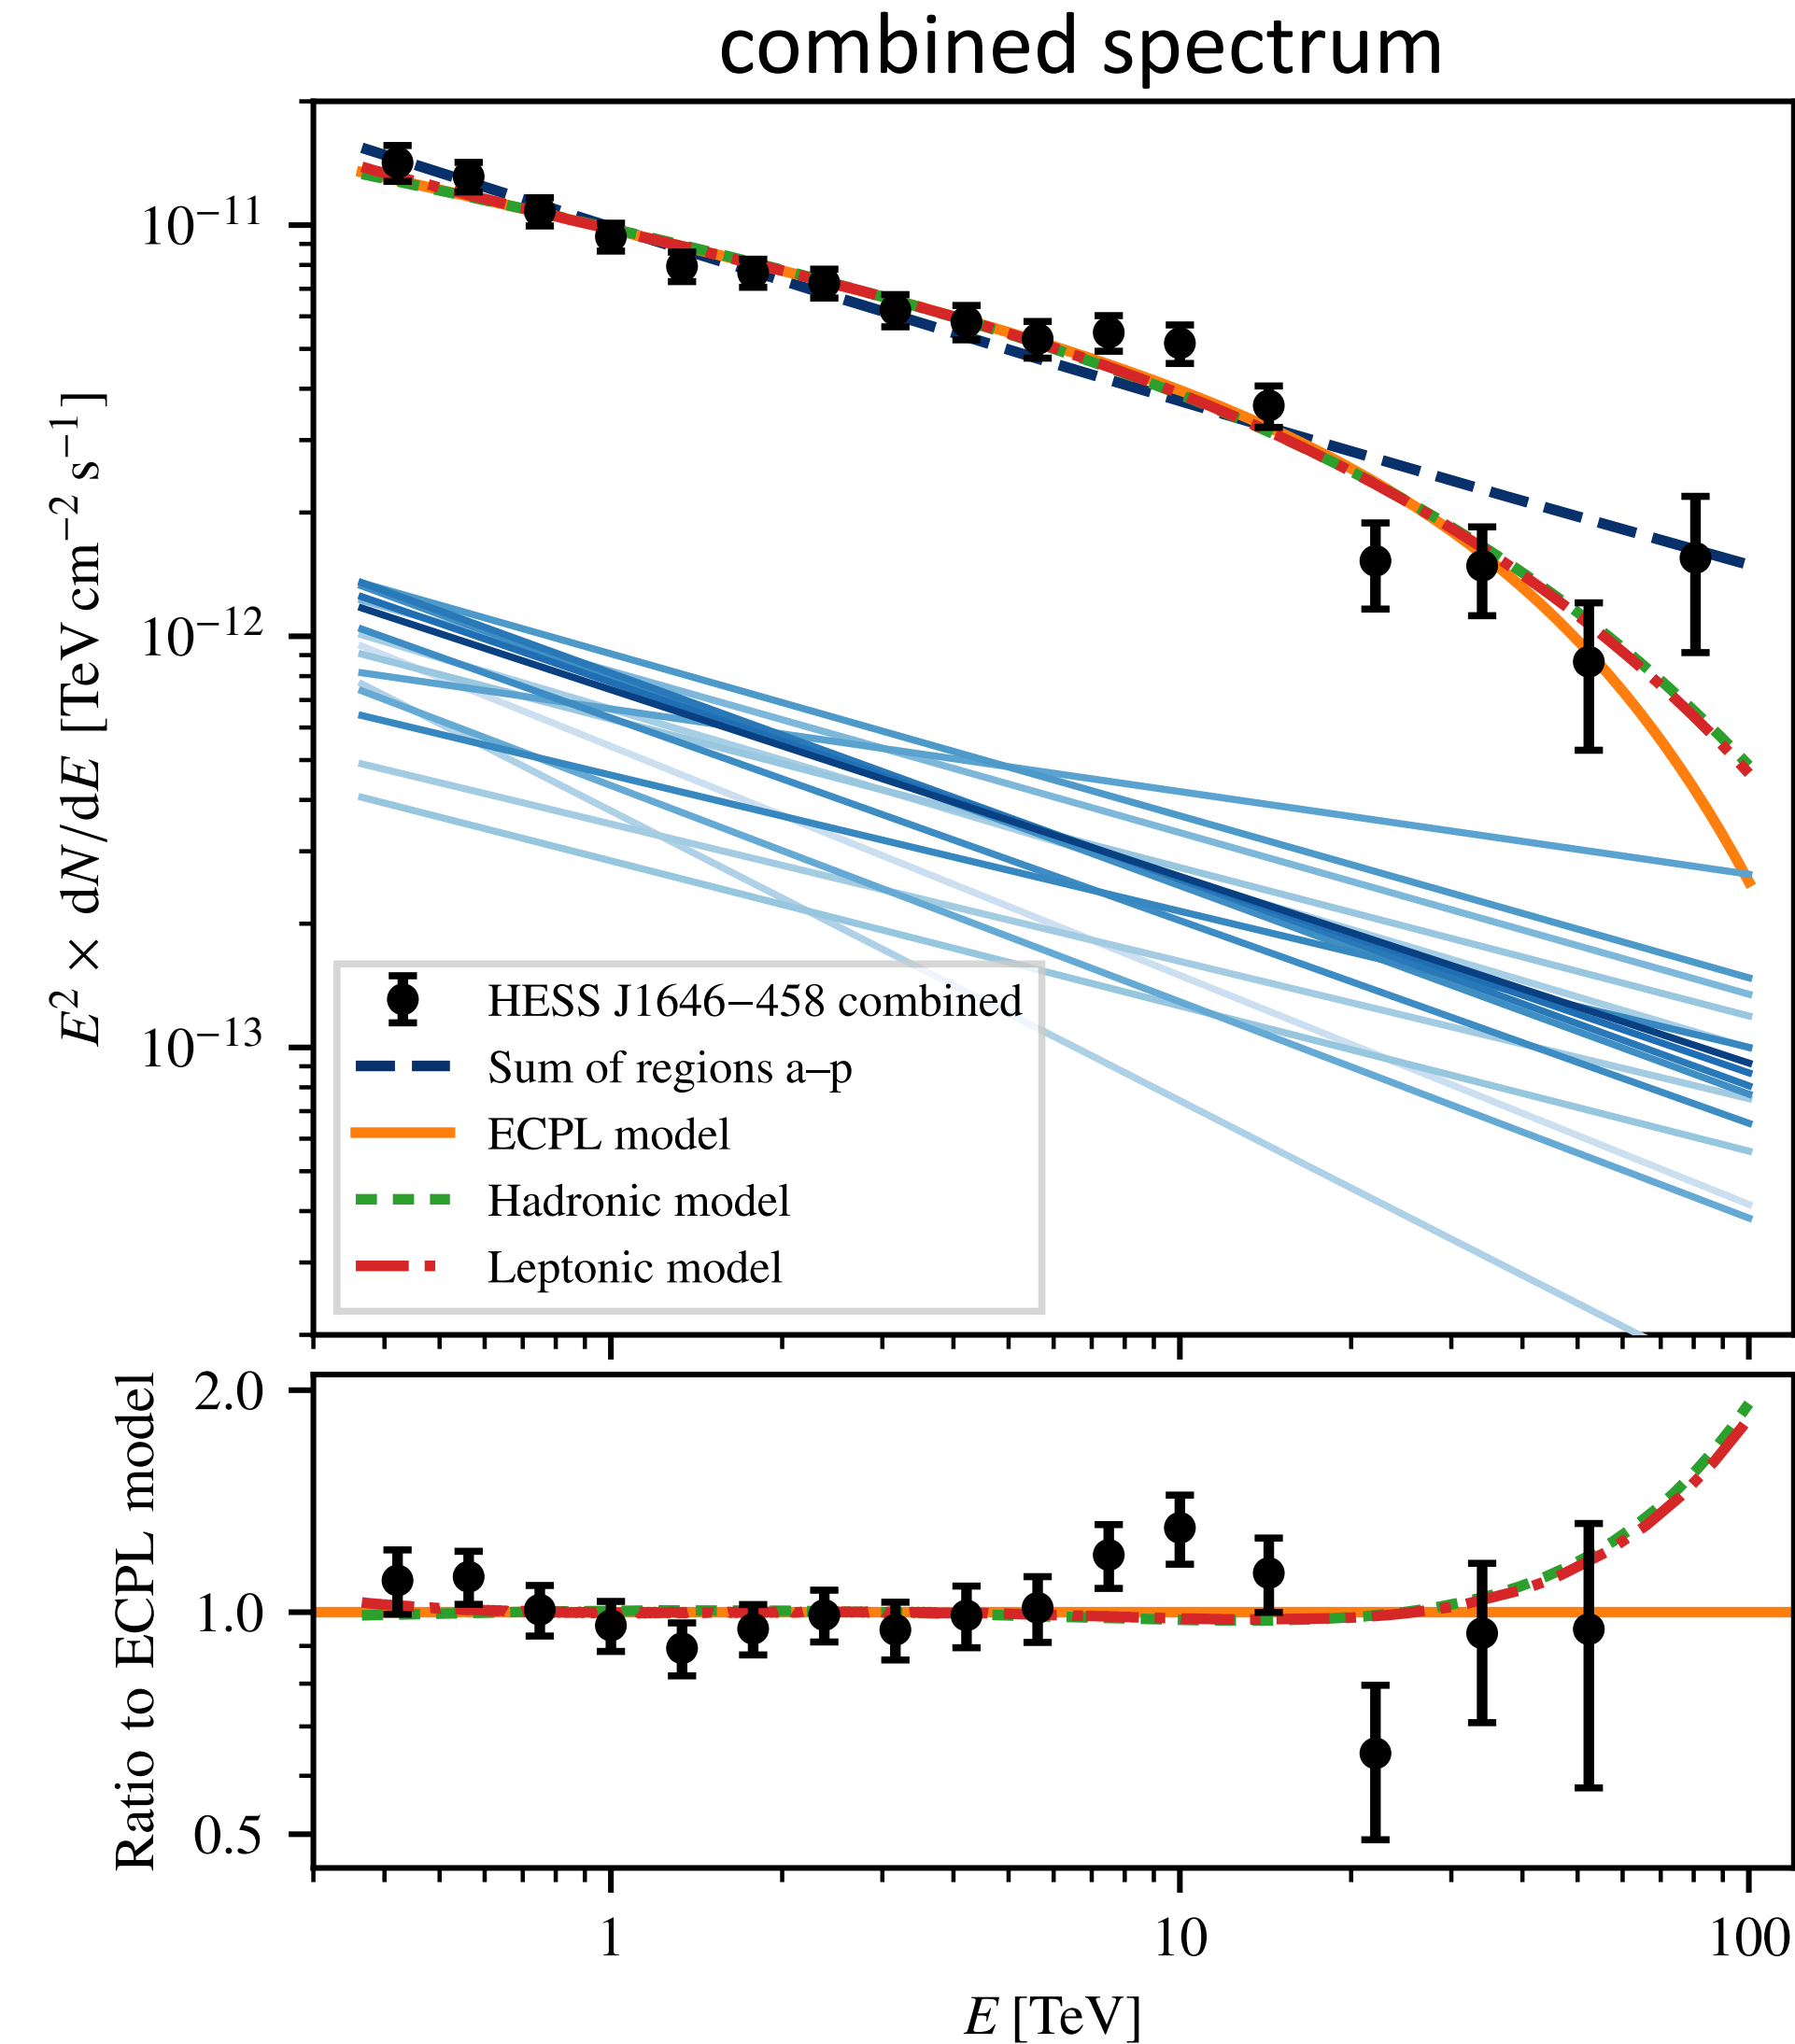 combined spectrum
E² × dN/dE [TeV cm⁻² s⁻¹]
10⁻¹¹
10⁻¹²
10⁻¹³
HESS J1646−458 combined
Sum of regions a–p
ECPL model
Hadronic model
Leptonic model
Ratio to ECPL model
2.0
1.0
0.5
1 10 100
E [TeV]